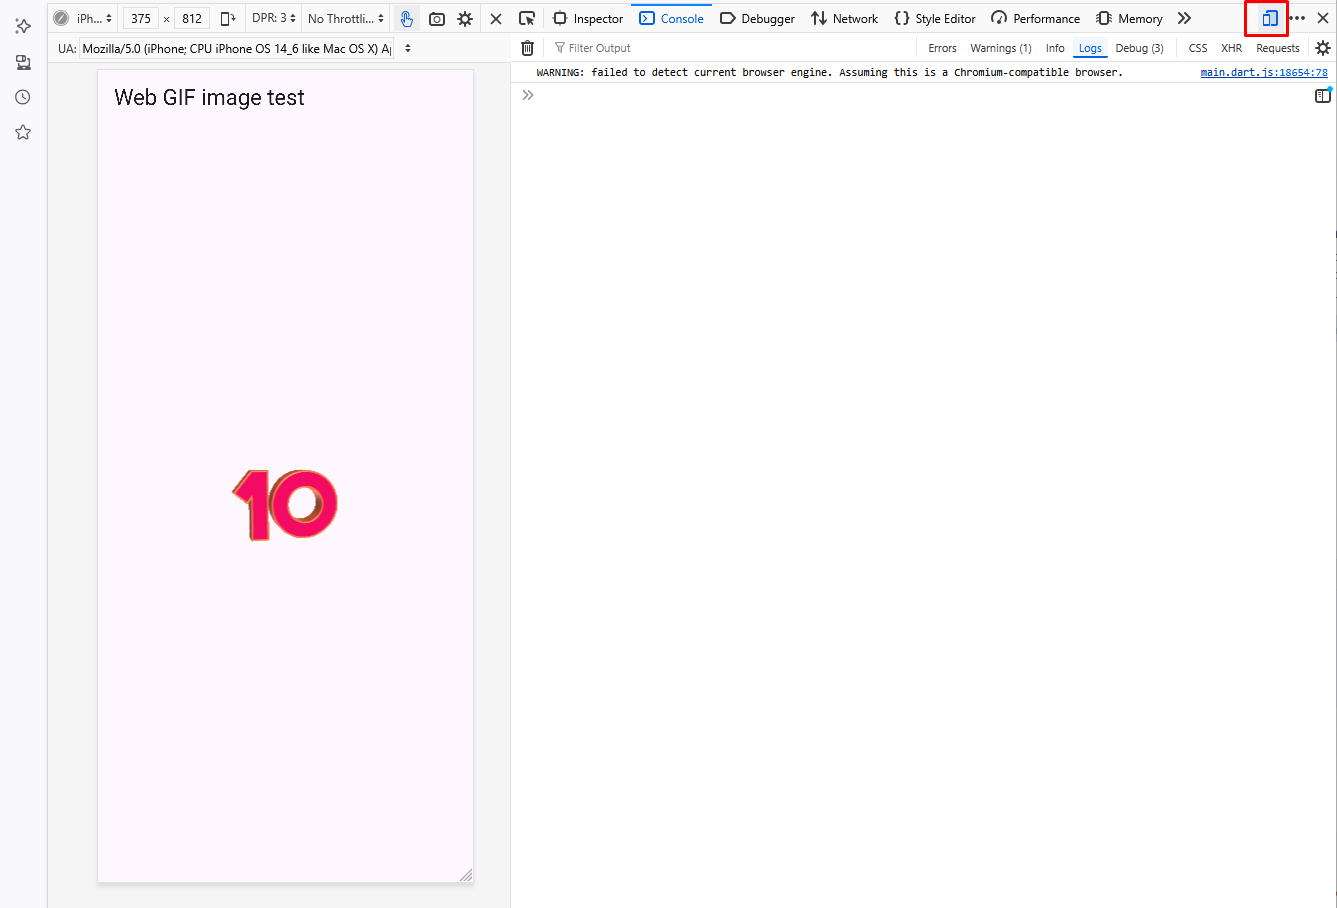 iPh... 375 × 812 DPR: 3 No Throttli... Inspector Console Debugger Network Style Editor Performance Memory
UA: Mozilla/5.0 (iPhone; CPU iPhone OS 14_6 like Mac OS X) A
Filter Output Errors Warnings (1) Info Logs Debug (3) CSS XHR Requests
WARNING: failed to detect current browser engine. Assuming this is a Chromium-compatible browser. main.dart.js:18654:78
Web GIF image test
10